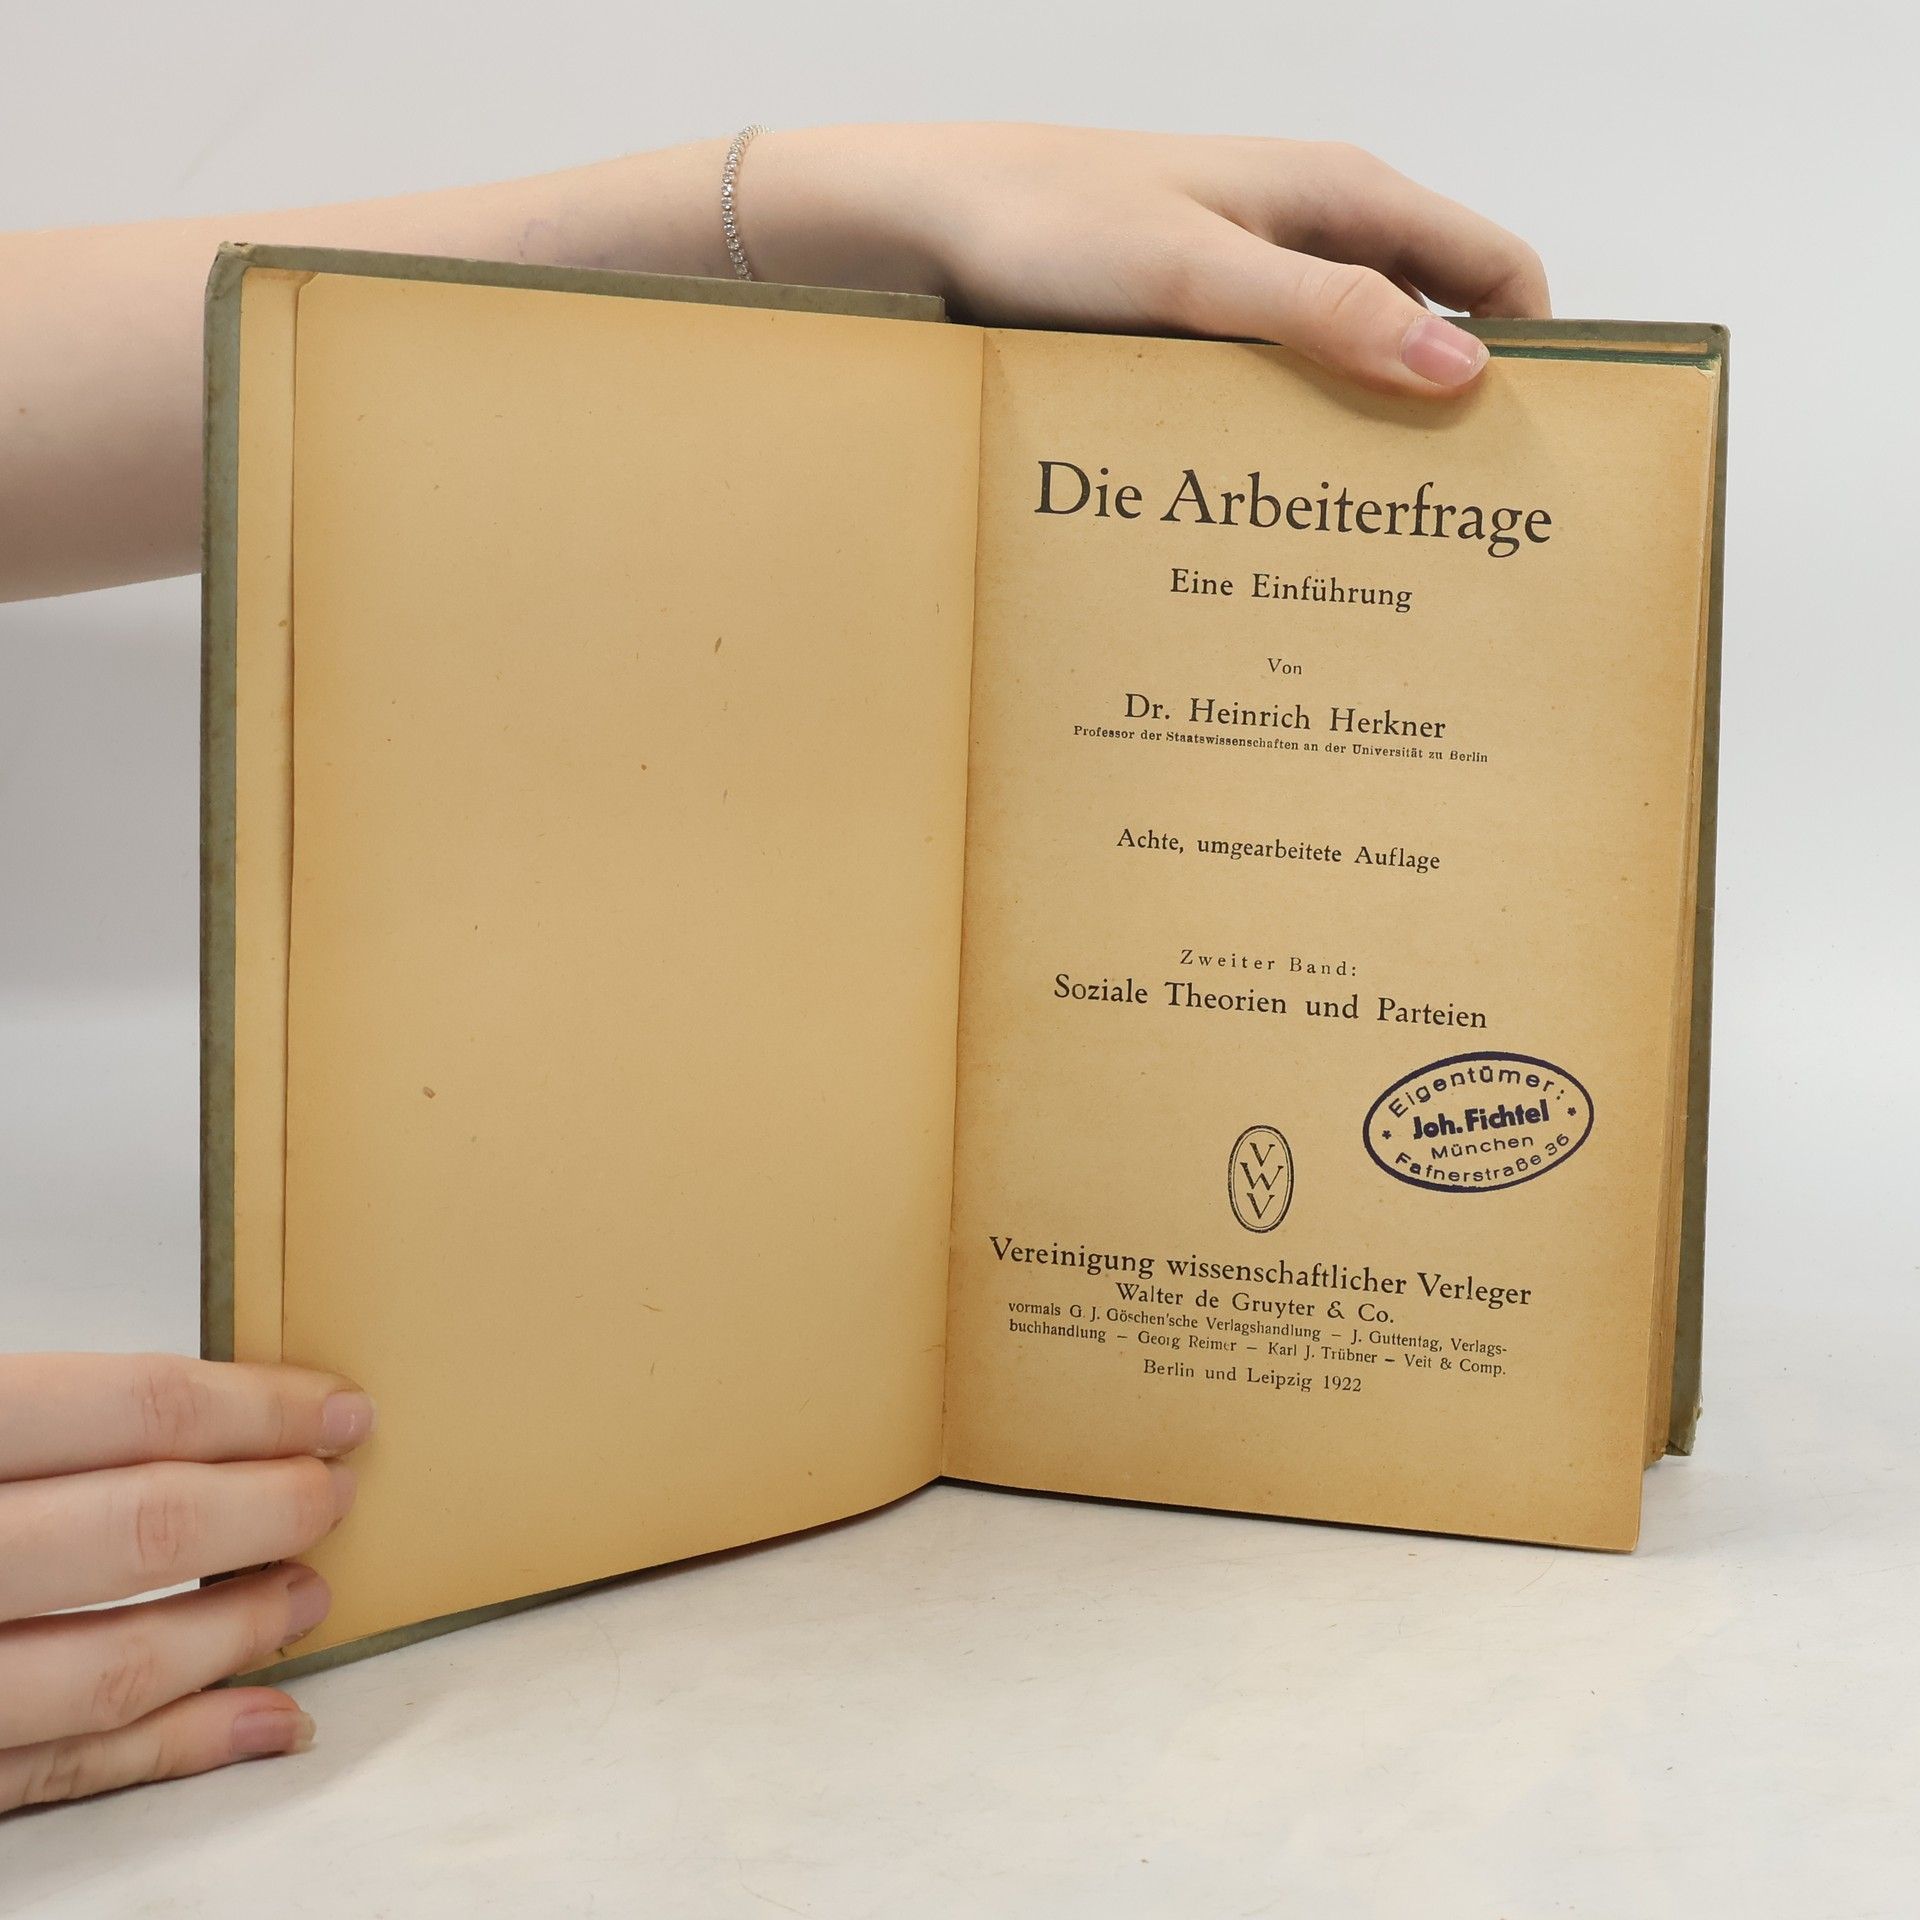 Die Arbeiterfrage
Eine Einführung
Von
Dr. Heinrich Herkner
Professor der Staatswissenschaften an der Universität zu Berlin
Achte, umgearbeitete Auflage
Zweiter Band:
Soziale Theorien und Parteien
Eigentümer:
Joh. Fichtel
München
Fafnerstraße 36
V
W
V
Vereinigung wissenschaftlicher Verleger
Walter de Gruyter & Co.
vormals G. J. Göschen'sche Verlagshandlung — J. Guttentag, Verlags-
buchhandlung — Georg Reimer — Karl J. Trübner — Veit & Comp.
Berlin und Leipzig 1922